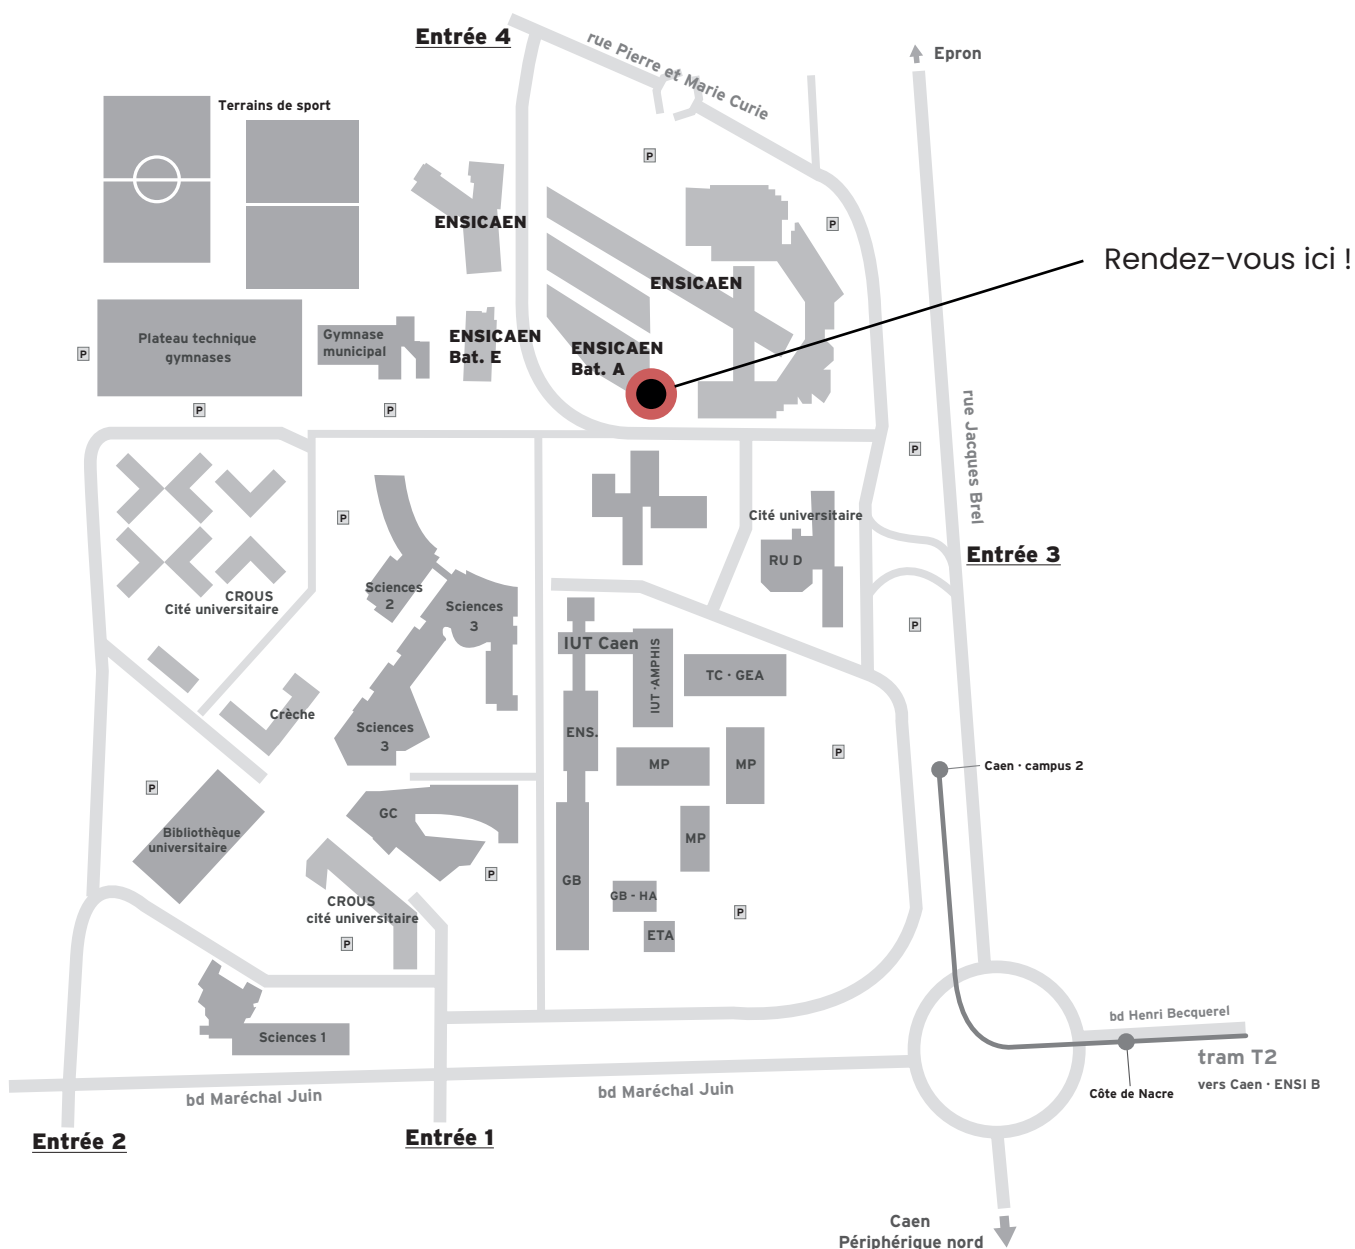 Entrée 4
rue Pierre et Marie Curie
Epron
Terrains de sport
P
P
ENSICAEN
Rendez-vous ici !
ENSICAEN
Plateau technique
gymnases
Gymnase
municipal
ENSICAEN
Bat. E
ENSICAEN
Bat. A
P
P
P
rue Jacques Brel
P
P
Cité universitaire
RU D
Entrée 3
CROUS
Cité universitaire
Sciences
2
Sciences
3
P
IUT Caen
IUT · AMPHIS
TC · GEA
Crèche
Sciences
3
ENS.
MP
MP
P
Caen · campus 2
P
Bibliothèque
universitaire
GC
MP
P
GB
GB - HA
CROUS
cité universitaire
P
P
ETA
Sciences 1
bd Henri Becquerel
tram T2
vers Caen · ENSI B
Côte de Nacre
bd Maréchal Juin
bd Maréchal Juin
Entrée 2
Entrée 1
Caen
Périphérique nord